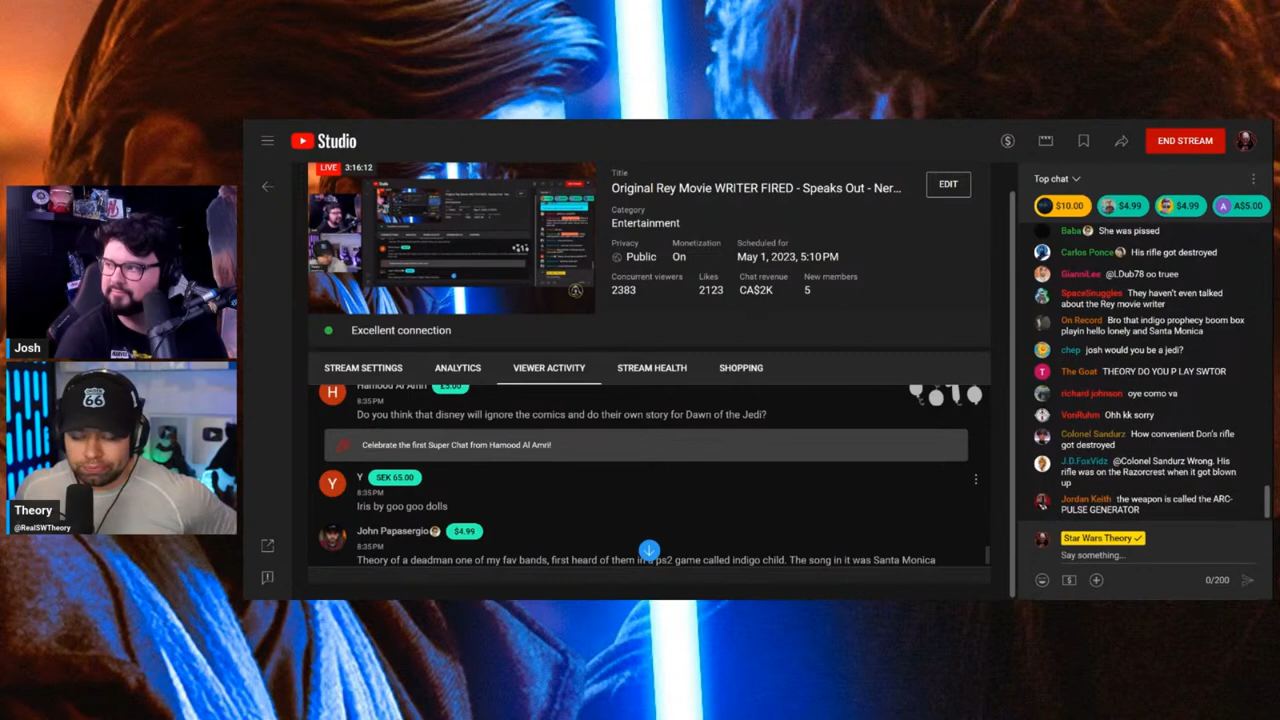 Studio
END STREAM
LIVE 3:16:12
Title
Original Rey Movie WRITER FIRED - Speaks Out - Ner...
EDIT
Category
Entertainment
Privacy Monetization Scheduled for
Public On May 1, 2023, 5:10 PM
Concurrent viewers Likes Chat revenue New members
2383 2123 CA$2K 5
Excellent connection
STREAM SETTINGS ANALYTICS VIEWER ACTIVITY STREAM HEALTH SHOPPING
H Hamood Al Amri £5.00
8:35 PM
Do you think that disney will ignore the comics and do their own story for Dawn of the Jedi?
Celebrate the first Super Chat from Hamood Al Amri!
Y Y SEK 65.00
8:35 PM
Iris by goo goo dolls
John Papasergio $4.99
8:35 PM
Theory of a deadman one of my fav bands, first heard of them in a ps2 game called indigo child. The song in it was Santa Monica
Top chat
$10.00 $4.99 $4.99 A A$5.00
Baba She was pissed
Carlos Ponce His rifle got destroyed
GianniLee @LDub78 oo truee
SpaceSnuggles They haven't even talked
about the Rey movie writer
On Record Bro that indigo prophecy boom box
playin hello lonely and Santa Monica
chep josh would you be a jedi?
T The Goat THEORY DO YOU P LAY SWTOR
richard johnson oye como va
VonRuhm Ohh kk sorry
Colonel Sandurz How convenient Don's rifle
got destroyed
J.D.FoxVidz @Colonel Sandurz Wrong. His
rifle was on the Razorcrest when it got blown
up
Jordan Keith the weapon is called the ARC-
PULSE GENERATOR
Star Wars Theory
Say something...
0/200
Josh
66
Theory
@RealSWTheory